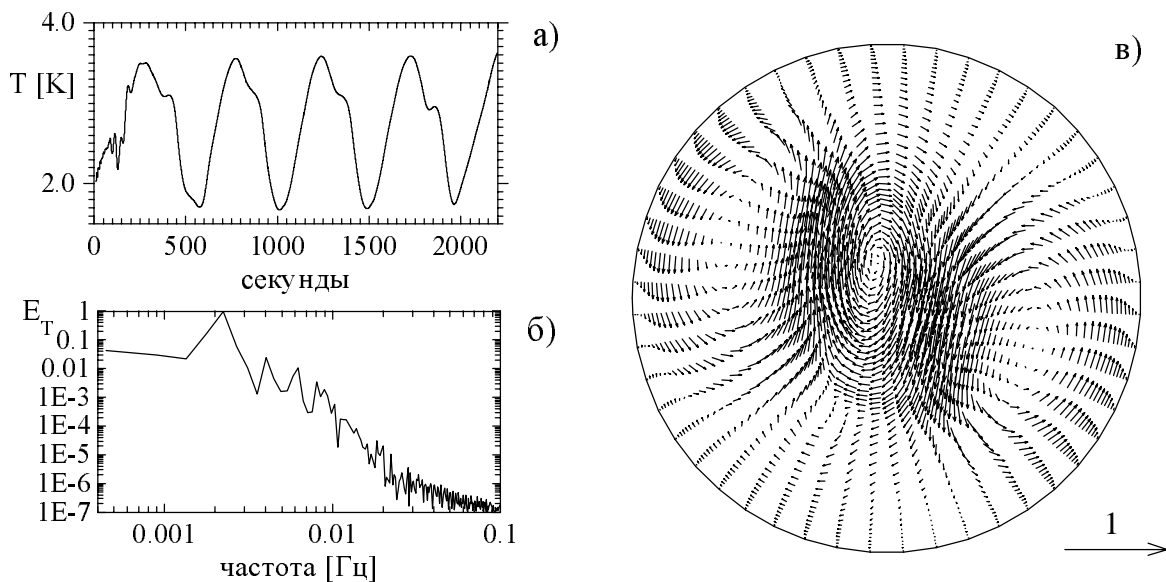 4.0
а)
T [K]
2.0
0 500 1000 1500 2000
секунды
E_T
1
б)
0.1
0.01
1E-3
1E-4
1E-5
1E-6
1E-7
0.001 0.01 0.1
частота [Гц]
в)
1